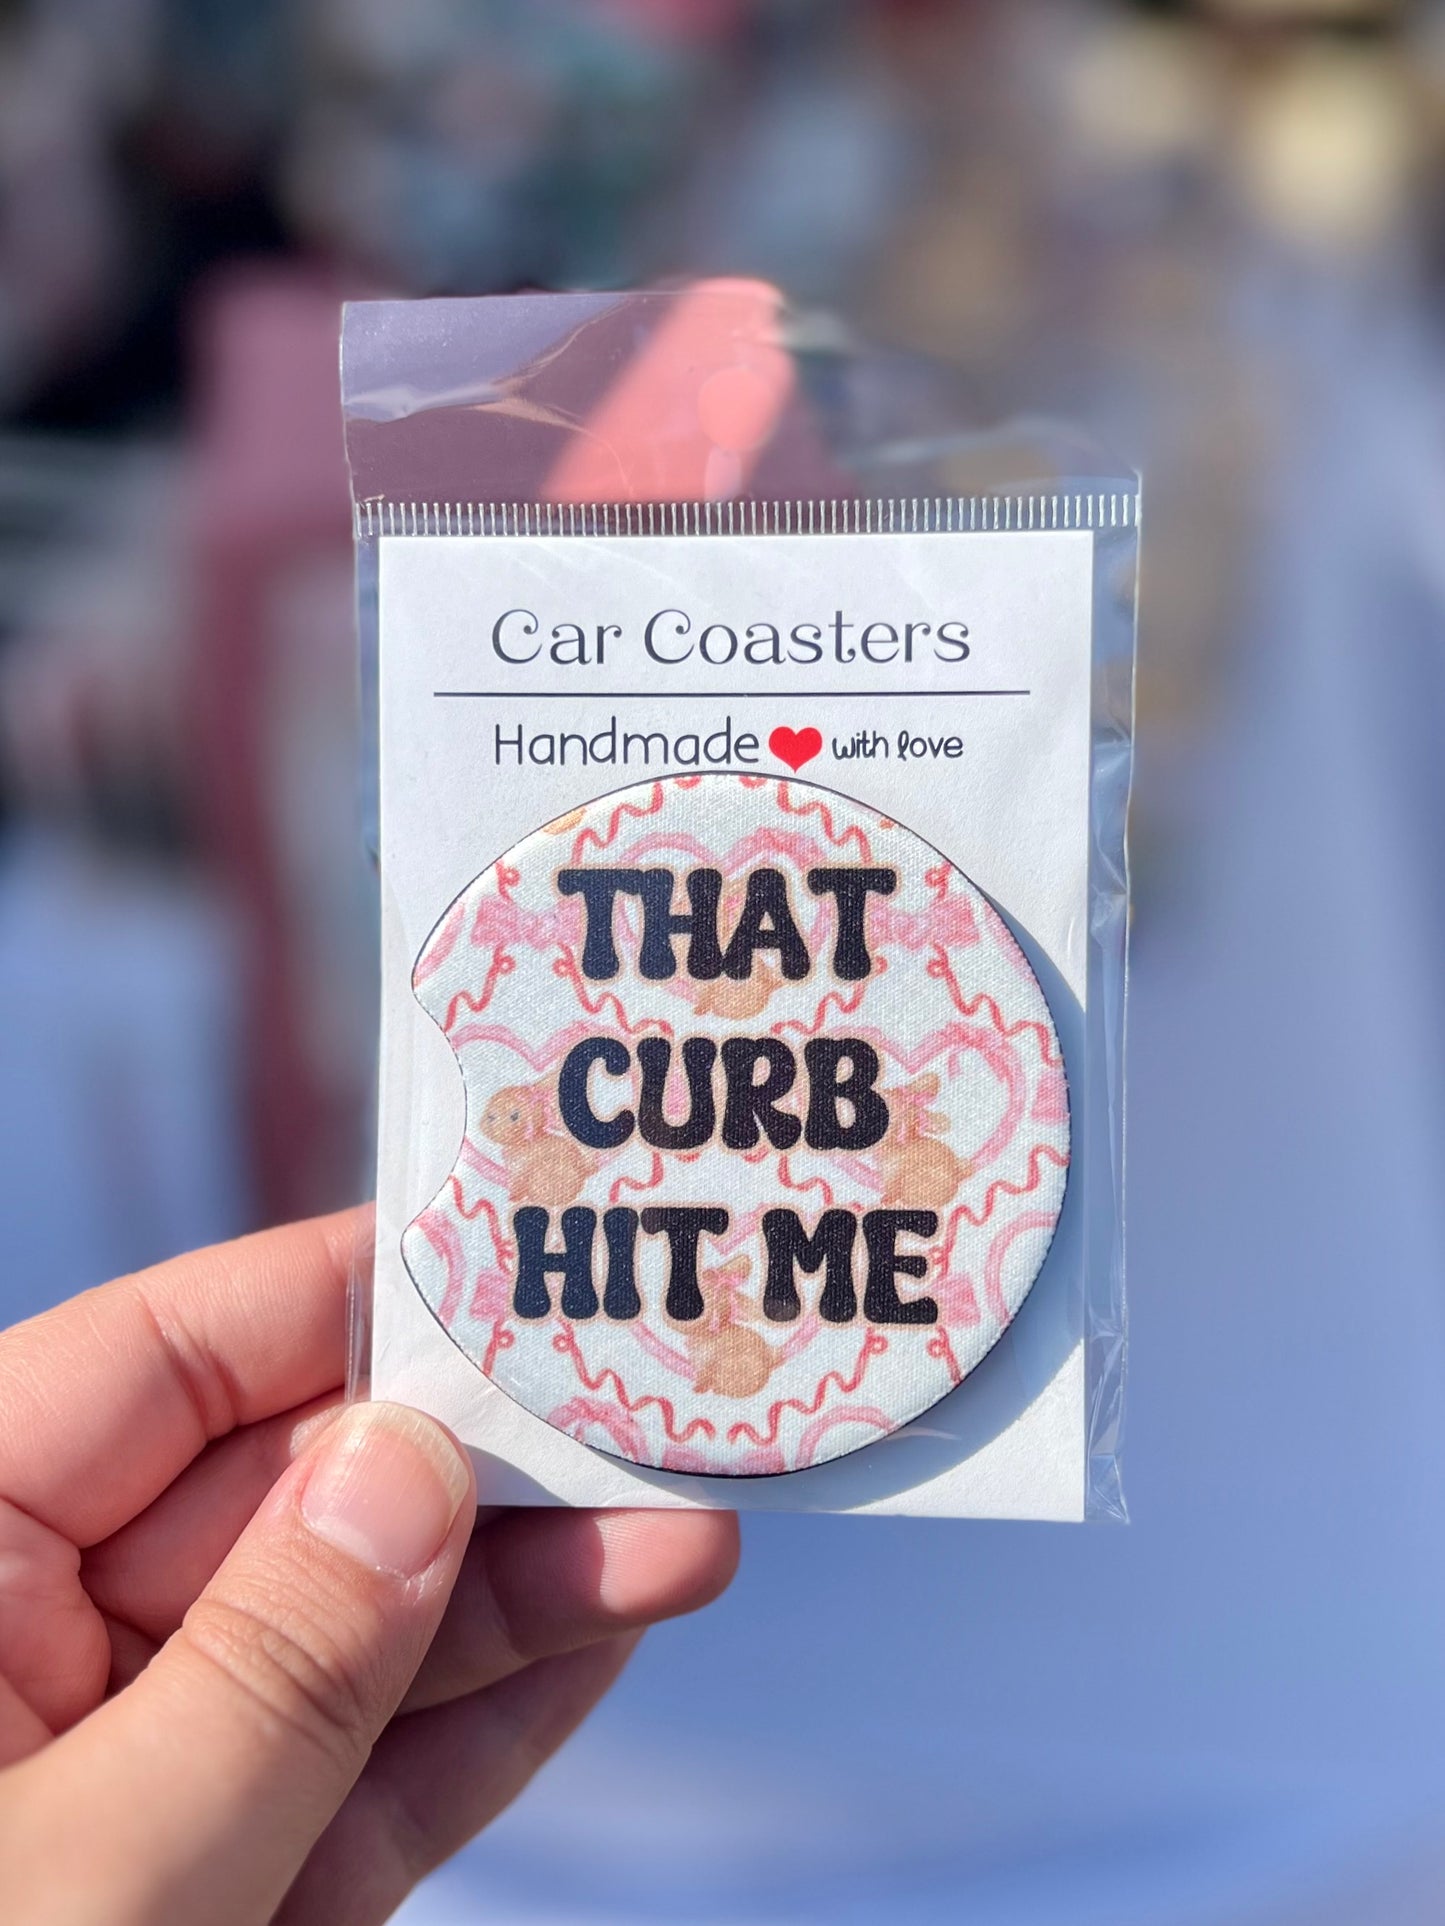 Car Coasters
Handmade ❤ with love
THAT
CURB
HIT ME